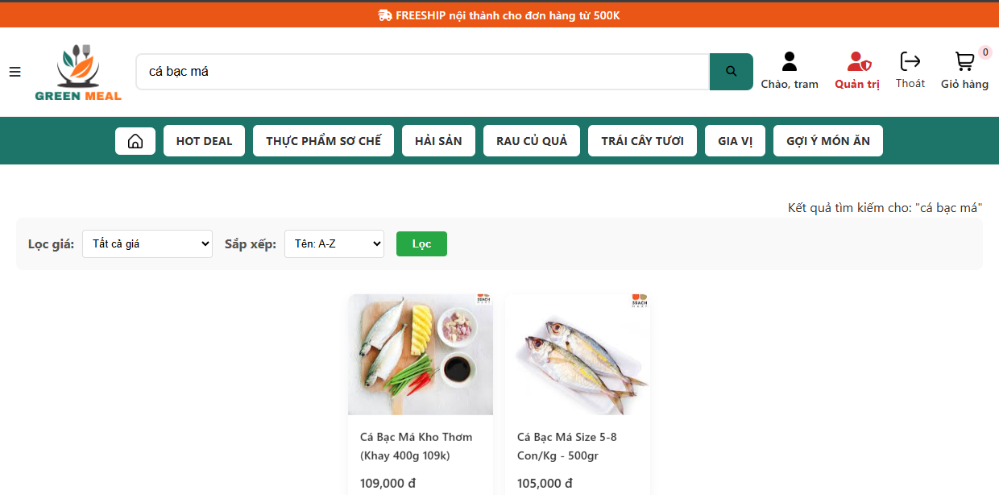 FREESHIP nội thành cho đơn hàng từ 500K
GREEN MEAL
cá bạc má
Chào, tram
Quản trị
Thoát
0
Giỏ hàng
HOT DEAL
THỰC PHẨM SƠ CHẾ
HẢI SẢN
RAU CỦ QUẢ
TRÁI CÂY TƯƠI
GIA VỊ
GỢI Ý MÓN ĂN
Kết quả tìm kiếm cho: "cá bạc má"
Lọc giá:
Tất cả giá
Sắp xếp:
Tên: A-Z
Lọc
3SACH
3SACH
MART
Cá Bạc Má Kho Thơm
(Khay 400g 109k)
109,000 đ
Cá Bạc Má Size 5-8
Con/Kg - 500gr
105,000 đ